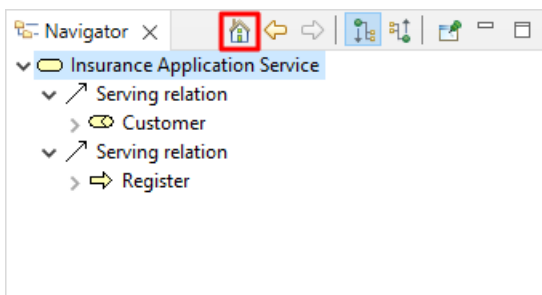 Navigator
Insurance Application Service
Serving relation
Customer
Serving relation
Register